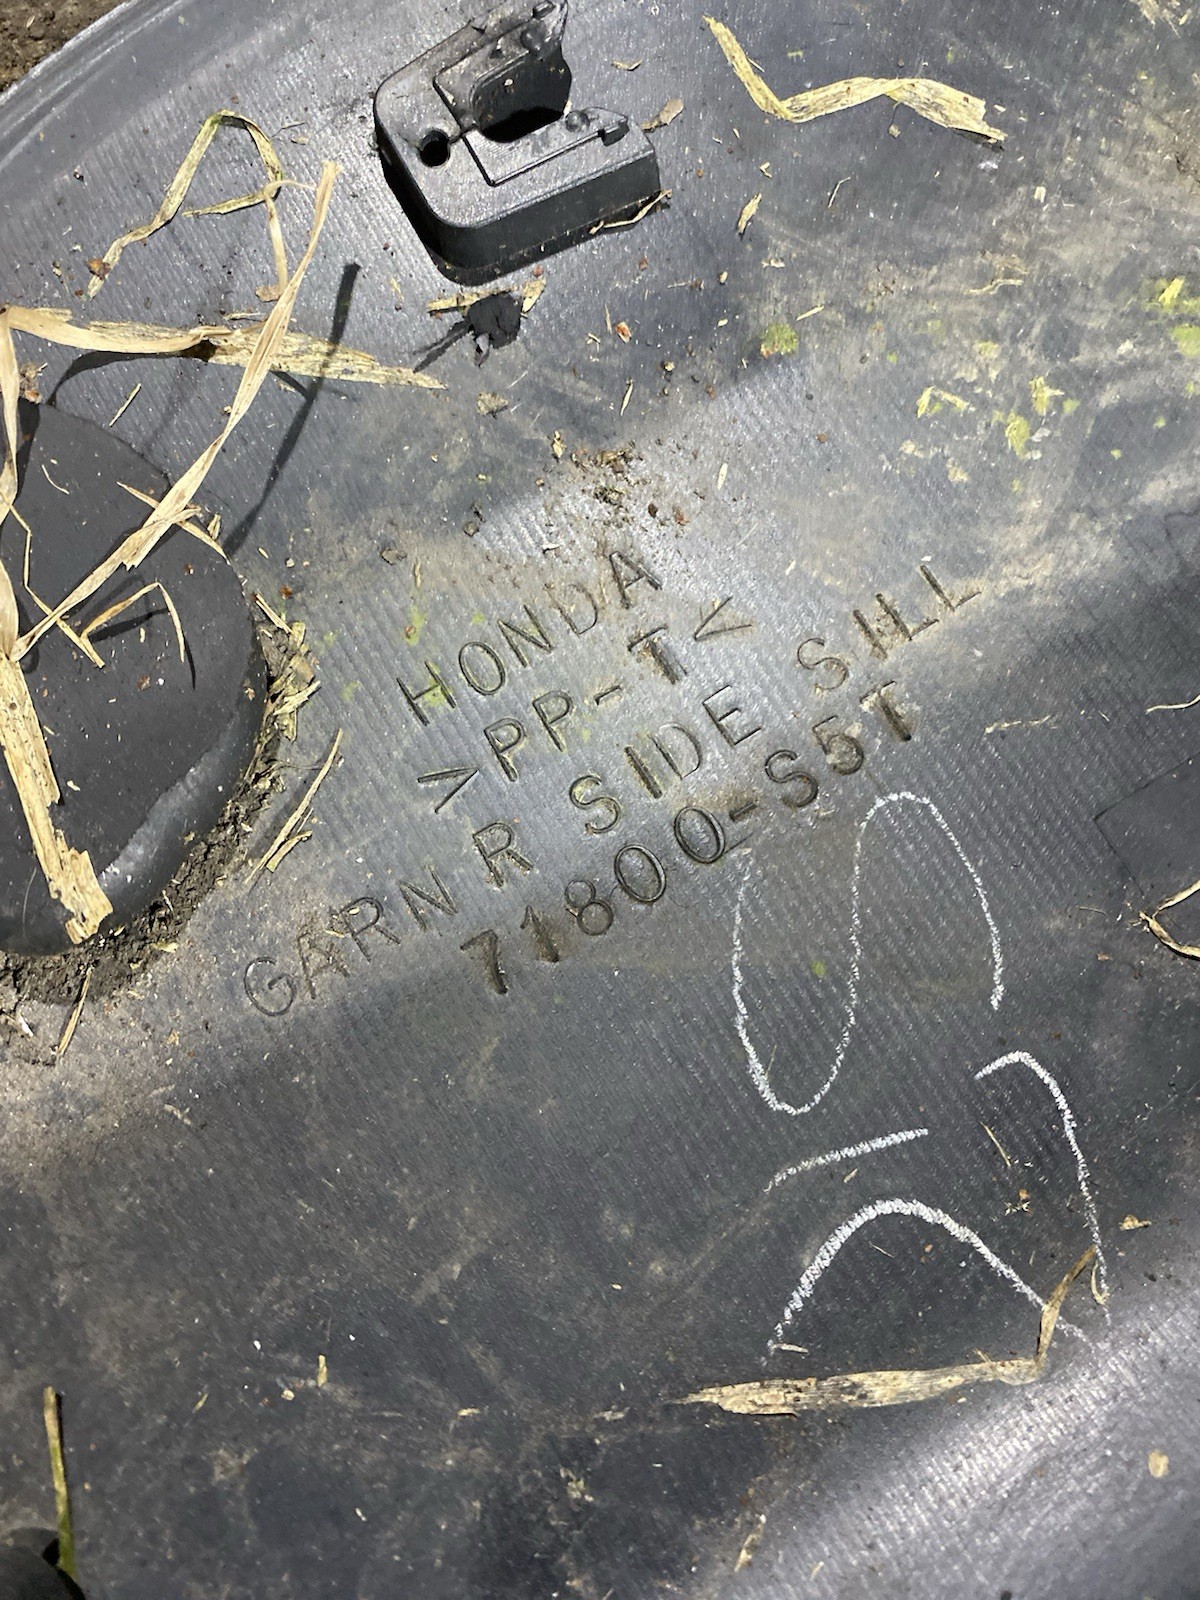 HONDA
>PP-T<
GARN R SIDE SILL
71800-S5T